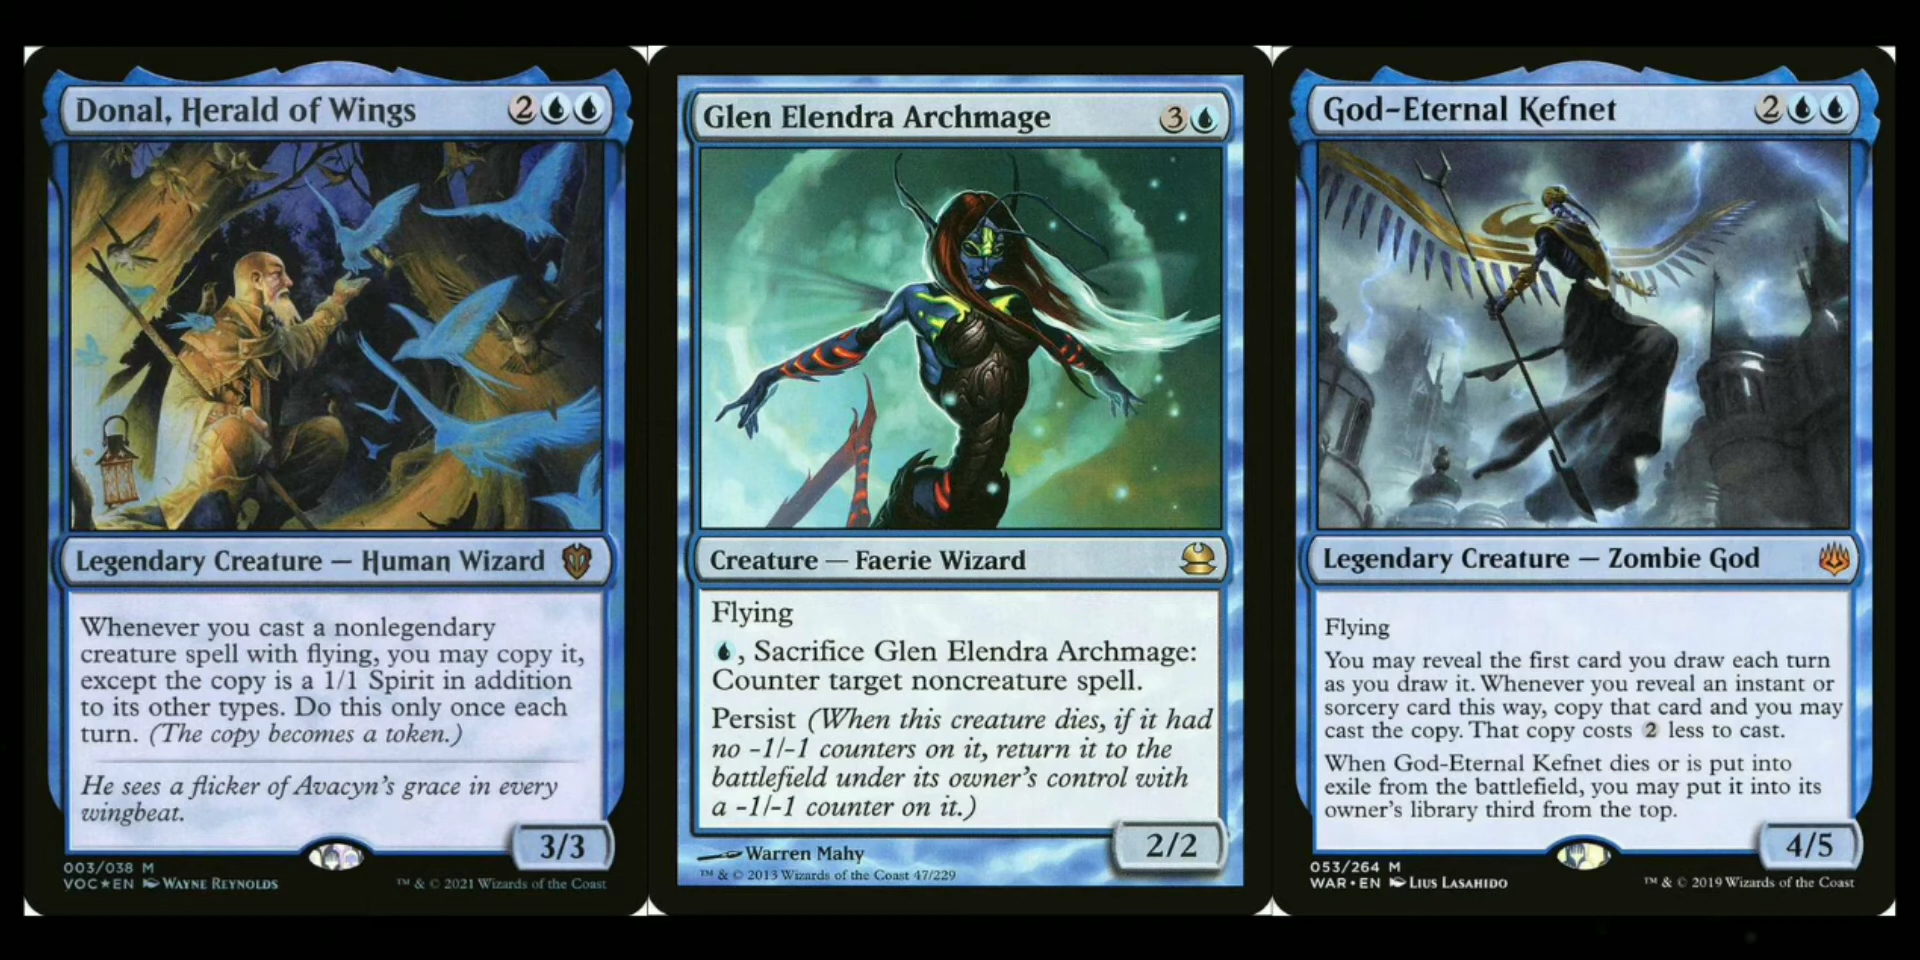 Donal, Herald of Wings 2
Legendary Creature — Human Wizard
Whenever you cast a nonlegendary
creature spell with flying, you may copy it,
except the copy is a 1/1 Spirit in addition
to its other types. Do this only once each
turn. (The copy becomes a token.)
He sees a flicker of Avacyn's grace in every
wingbeat.
3/3
003/038 M
VOC★EN Wayne Reynolds
™ & © 2021 Wizards of the Coast
Glen Elendra Archmage 3
Creature — Faerie Wizard
Flying
, Sacrifice Glen Elendra Archmage:
Counter target noncreature spell.
Persist (When this creature dies, if it had
no -1/-1 counters on it, return it to the
battlefield under its owner's control with
a -1/-1 counter on it.)
2/2
Warren Mahy
™ & © 2013 Wizards of the Coast 47/229
God-Eternal Kefnet 2
Legendary Creature — Zombie God
Flying
You may reveal the first card you draw each turn
as you draw it. Whenever you reveal an instant or
sorcery card this way, copy that card and you may
cast the copy. That copy costs 2 less to cast.
When God-Eternal Kefnet dies or is put into
exile from the battlefield, you may put it into its
owner's library third from the top.
4/5
053/264 M
WAR • EN Lius Lasahido
™ & © 2019 Wizards of the Coast